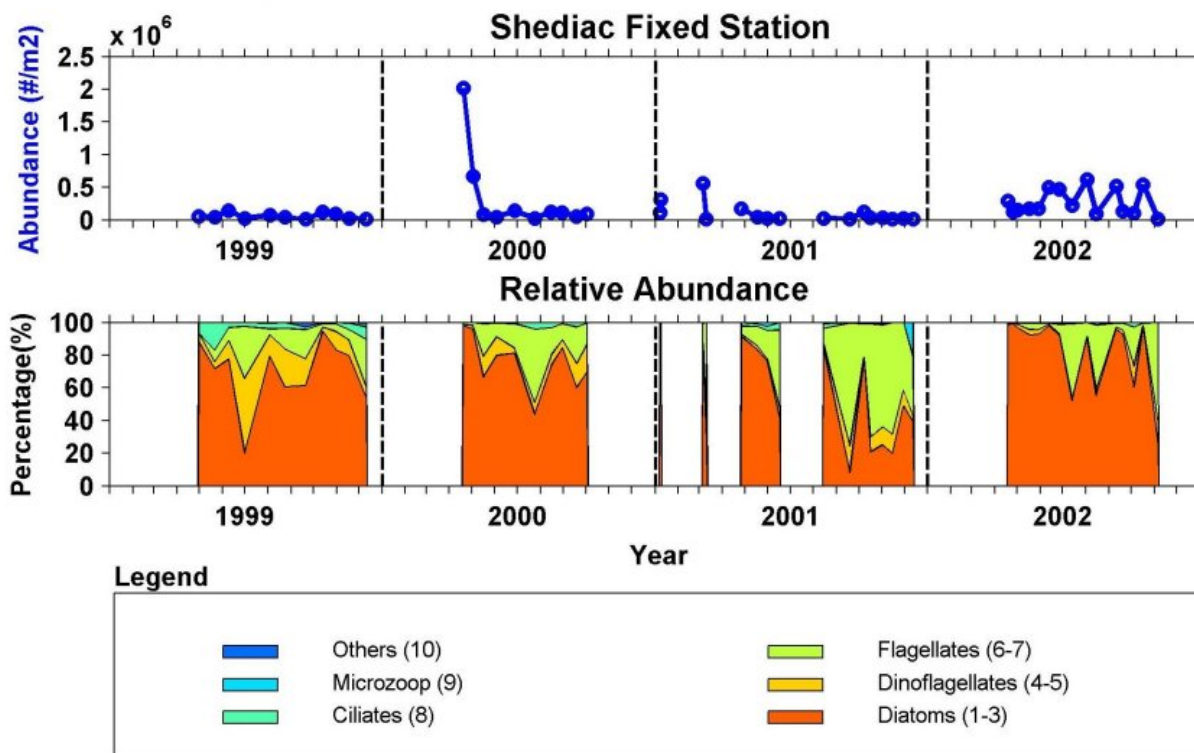 Shediac Fixed Station
x 10⁶
Abundance (#/m2)
2.5
2
1.5
1
0.5
0
1999 2000 2001 2002
Relative Abundance
Percentage(%)
100
80
60
40
20
0
1999 2000 2001 2002
Year
Legend
Others (10) Flagellates (6-7)
Microzoop (9) Dinoflagellates (4-5)
Ciliates (8) Diatoms (1-3)